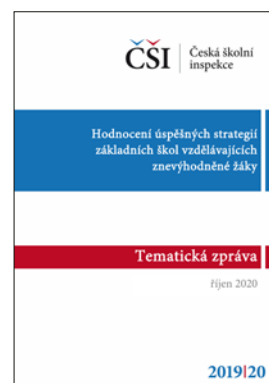 ČŠI
Česká školní
inspekce
Hodnocení úspěšných strategií
základních škol vzdělávajících
znevýhodněné žáky
Tematická zpráva
říjen 2020
2019|20